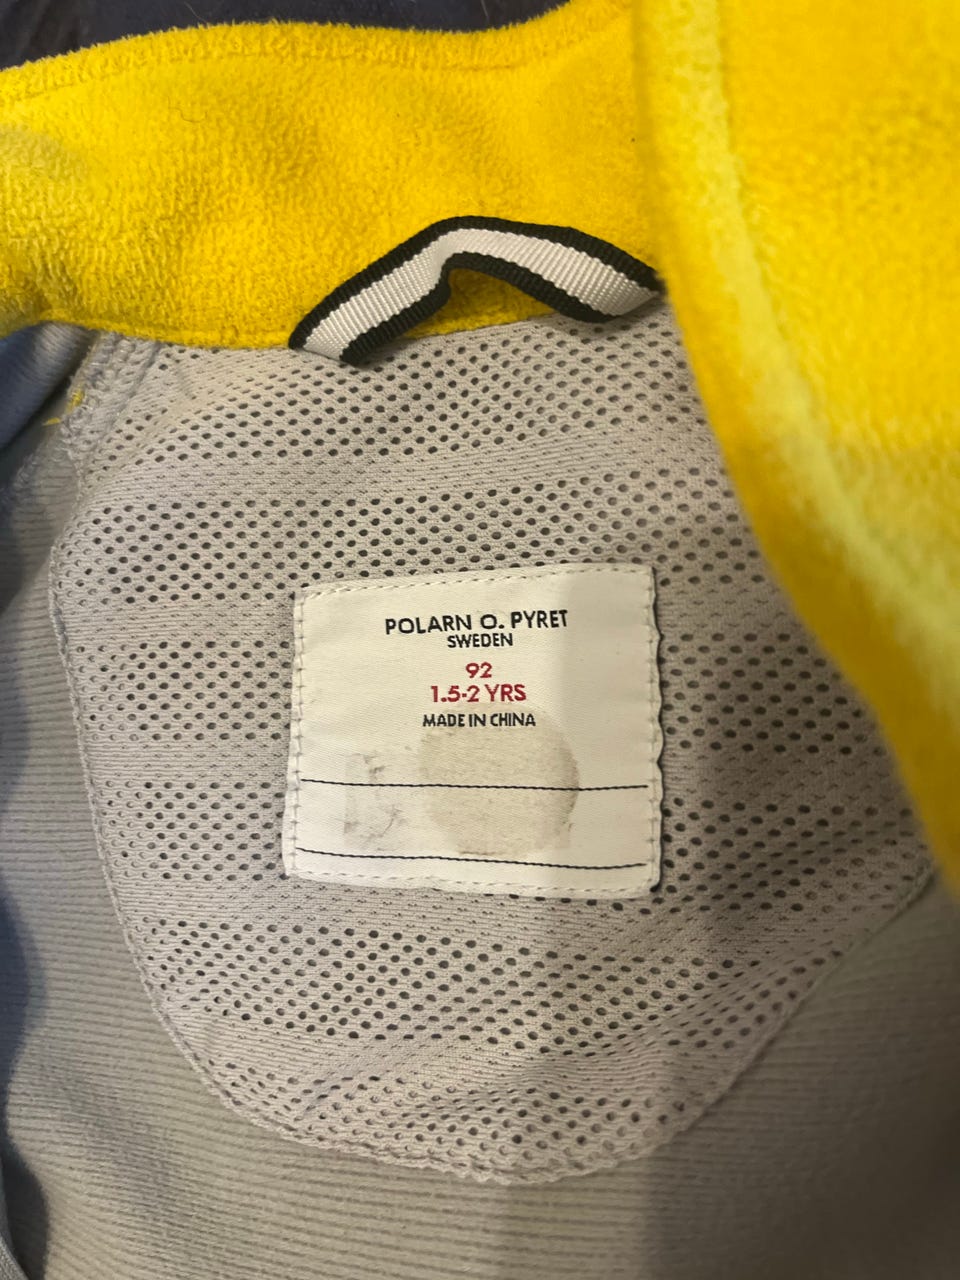 POLARN O. PYRET
SWEDEN
92
1.5-2 YRS
MADE IN CHINA